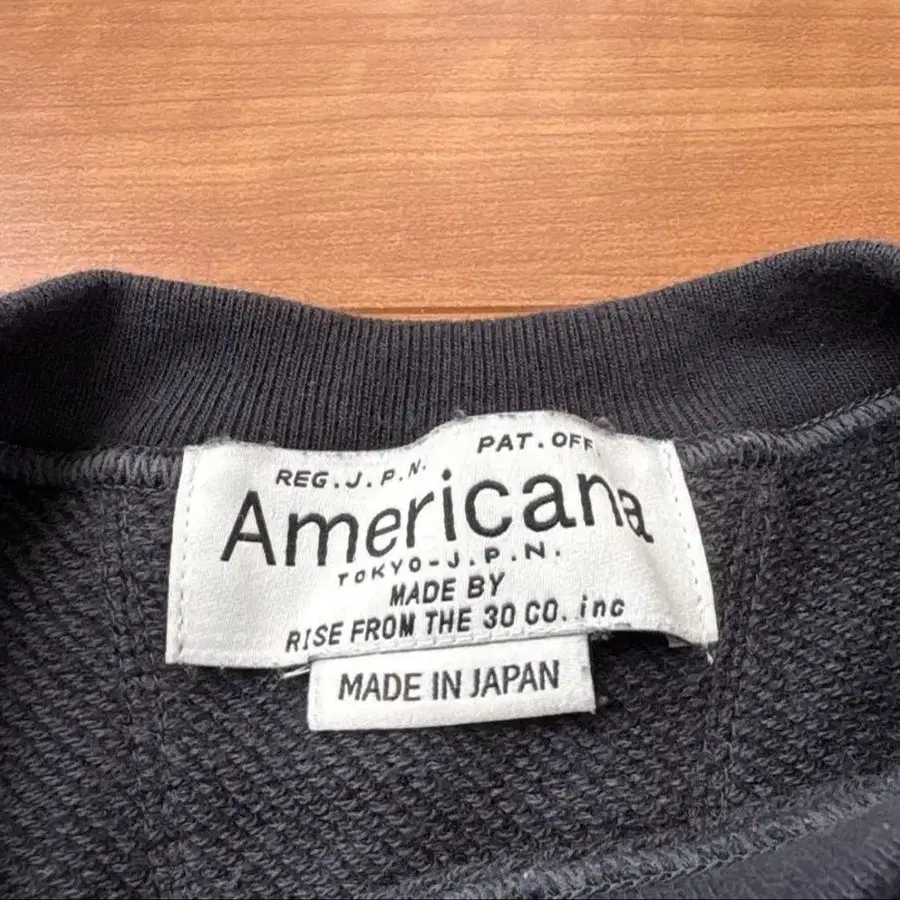 REG.J.P.N. PAT.OFF.
Americana
TOKYO-J.P.N.
MADE BY
RISE FROM THE 30 CO. inc
MADE IN JAPAN